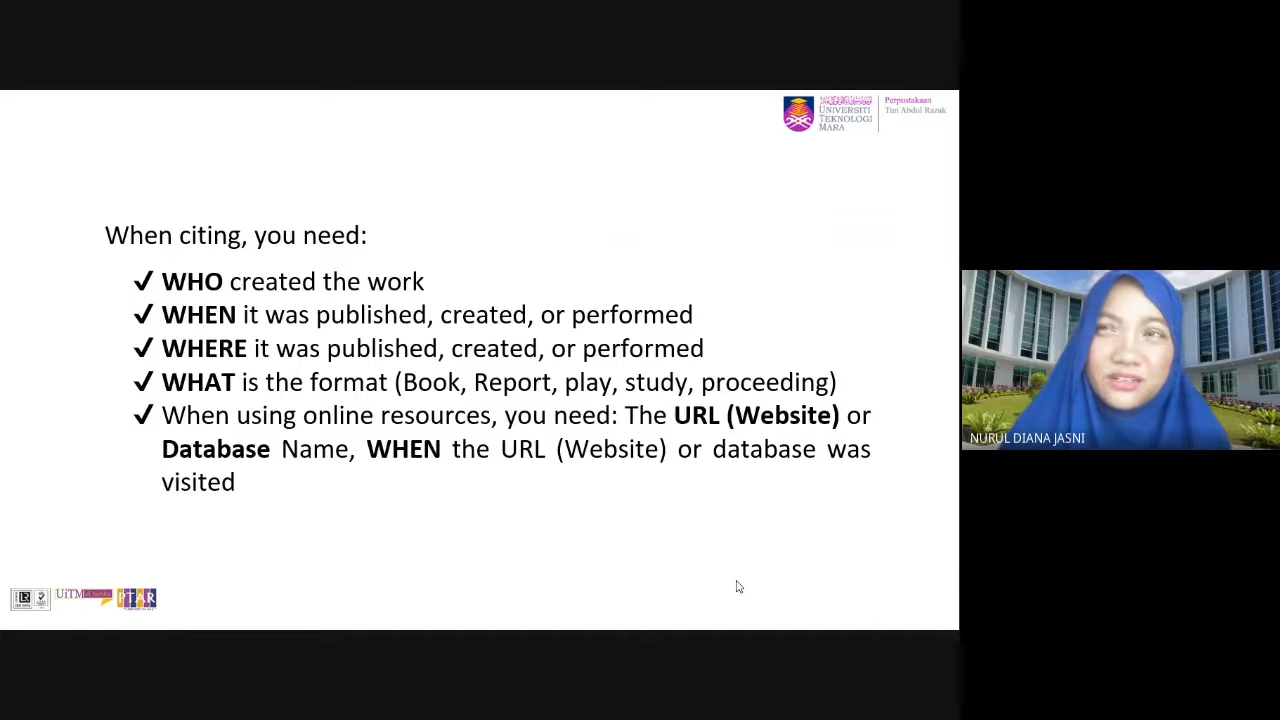 UNIVERSITI
TEKNOLOGI
MARA
Perpustakaan
Tun Abdul Razak
When citing, you need:
✓ WHO created the work
✓ WHEN it was published, created, or performed
✓ WHERE it was published, created, or performed
✓ WHAT is the format (Book, Report, play, study, proceeding)
✓ When using online resources, you need: The URL (Website) or
Database Name, WHEN the URL (Website) or database was
visited
NURUL DIANA JASNI
UiTM
PTAR